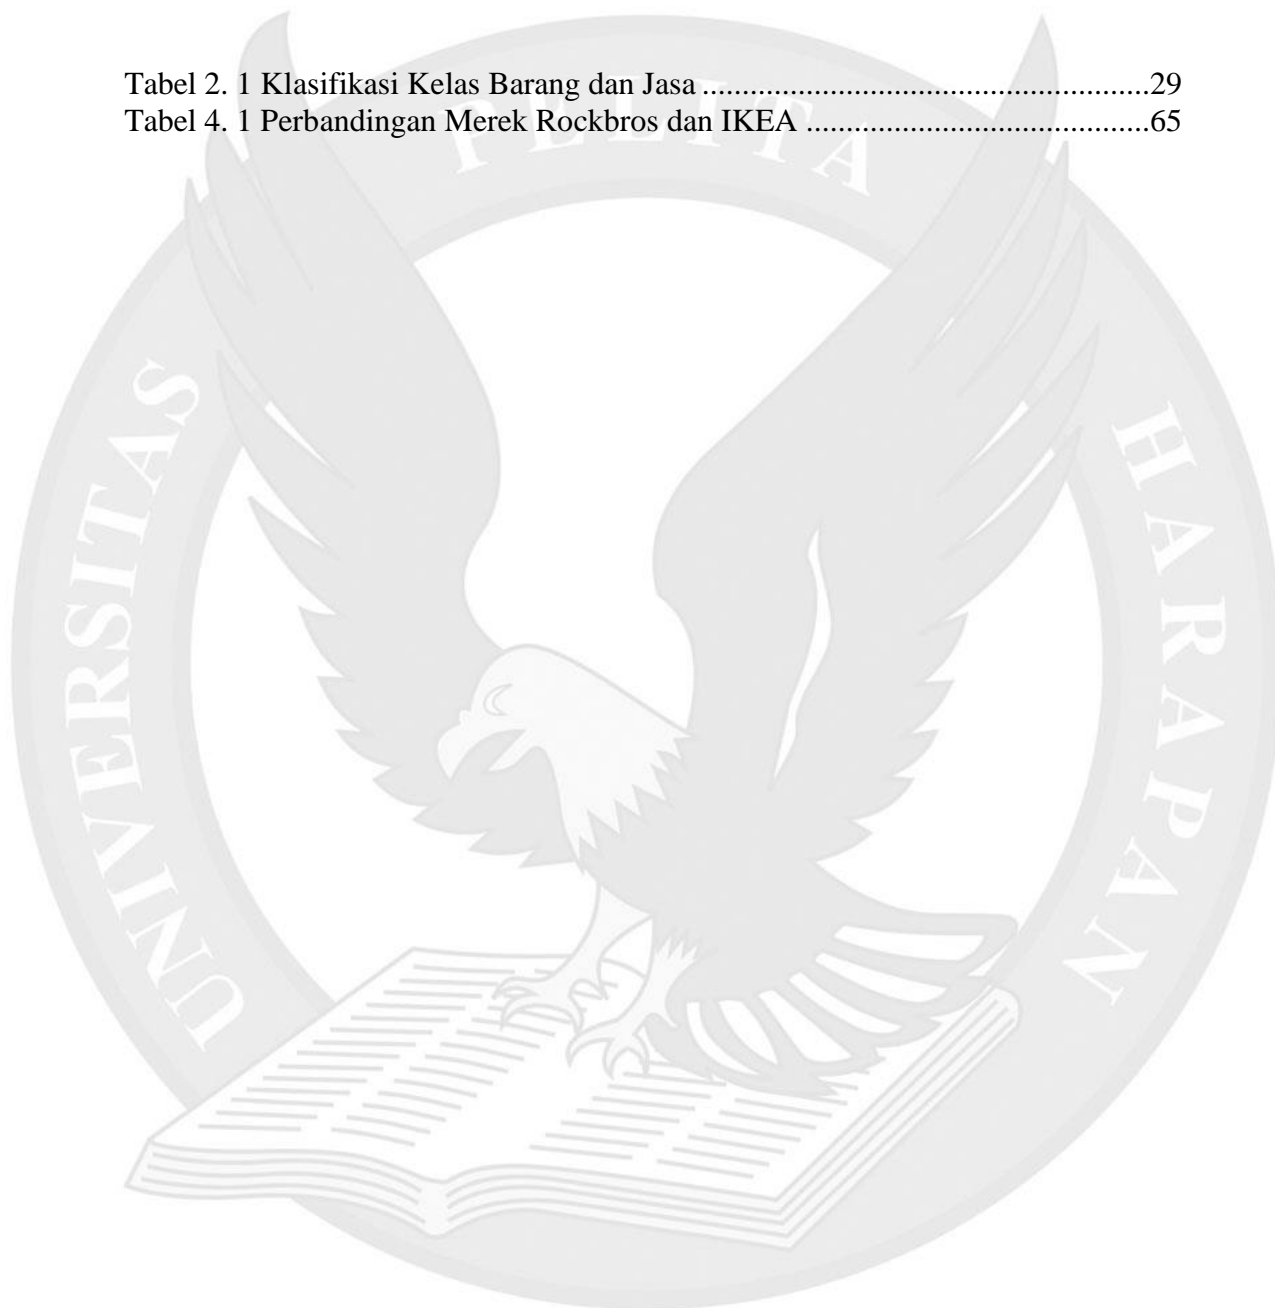 Tabel 2. 1 Klasifikasi Kelas Barang dan Jasa .......................................................29
Tabel 4. 1 Perbandingan Merek Rockbros dan IKEA ..........................................65
UNIVERSITAS PELITA HARAPAN